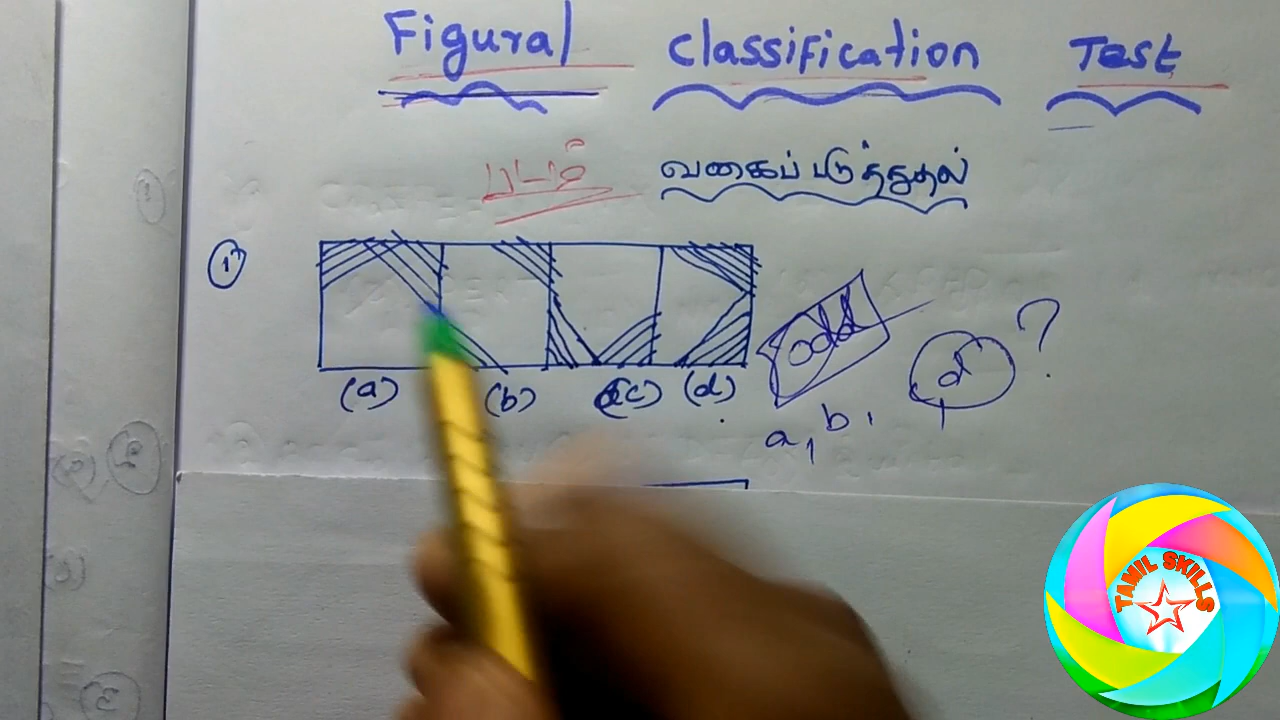 Figural Classification Test
படம் வகைப்படுத்துதல்
1
(a) (b) (c) (d)
odd
d ?
a, b,
TAMIL SKILLS